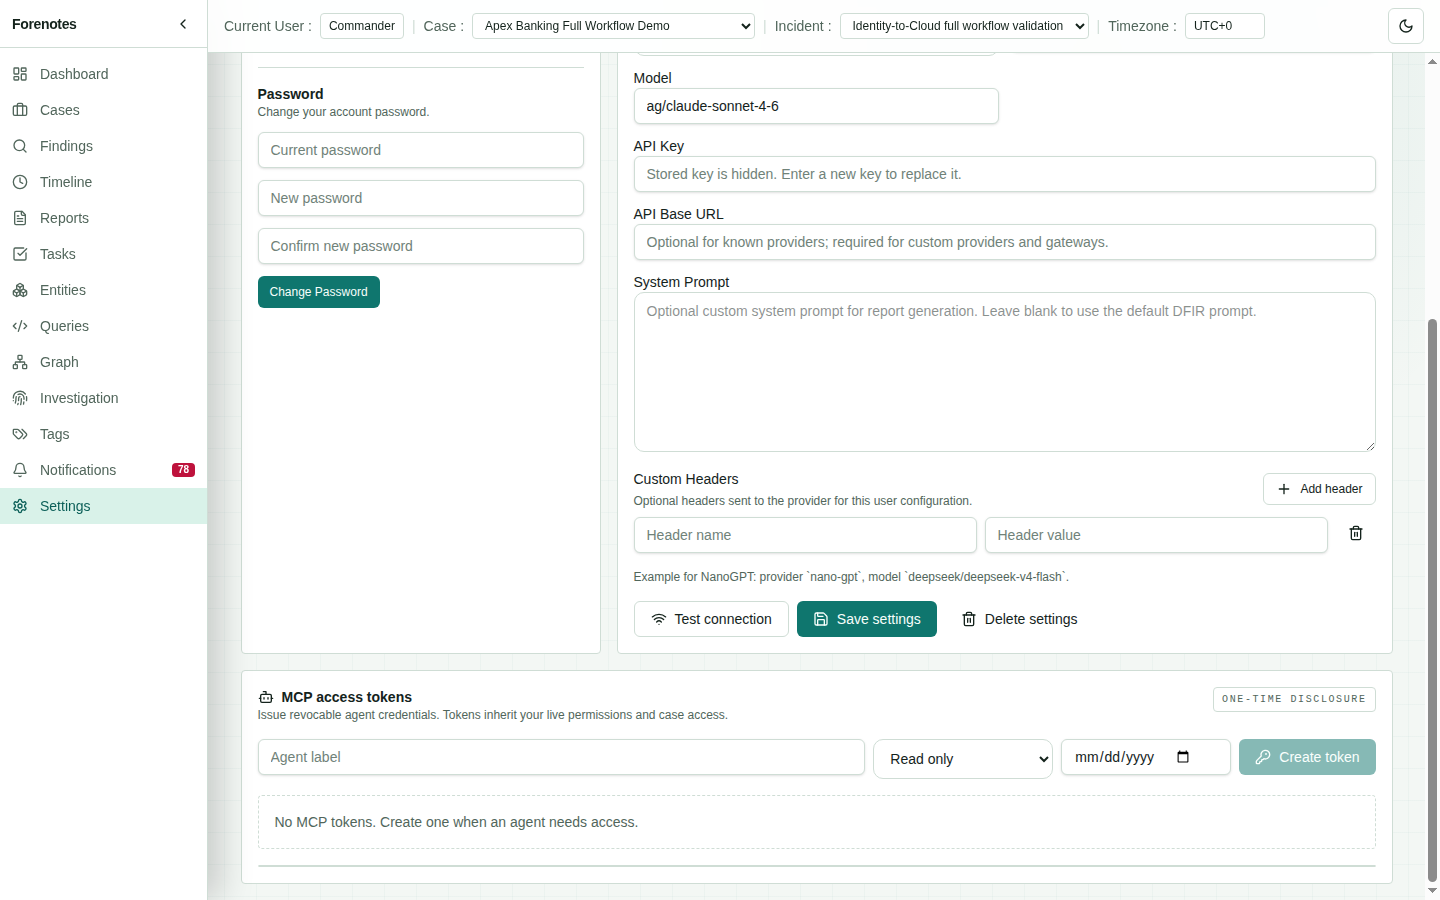 Forenotes
Current User :
Commander
Case :
Apex Banking Full Workflow Demo
Incident :
Identity-to-Cloud full workflow validation
Timezone :
UTC+0
Dashboard
Cases
Findings
Timeline
Reports
Tasks
Entities
Queries
Graph
Investigation
Tags
Notifications
78
Settings
Password
Change your account password.
Current password
New password
Confirm new password
Change Password
Model
ag/claude-sonnet-4-6
API Key
Stored key is hidden. Enter a new key to replace it.
API Base URL
Optional for known providers; required for custom providers and gateways.
System Prompt
Optional custom system prompt for report generation. Leave blank to use the default DFIR prompt.
Custom Headers
Optional headers sent to the provider for this user configuration.
Add header
Header name
Header value
Example for NanoGPT: provider `nano-gpt`, model `deepseek/deepseek-v4-flash`.
Test connection
Save settings
Delete settings
MCP access tokens
Issue revocable agent credentials. Tokens inherit your live permissions and case access.
ONE-TIME DISCLOSURE
Agent label
Read only
mm/dd/yyyy
Create token
No MCP tokens. Create one when an agent needs access.